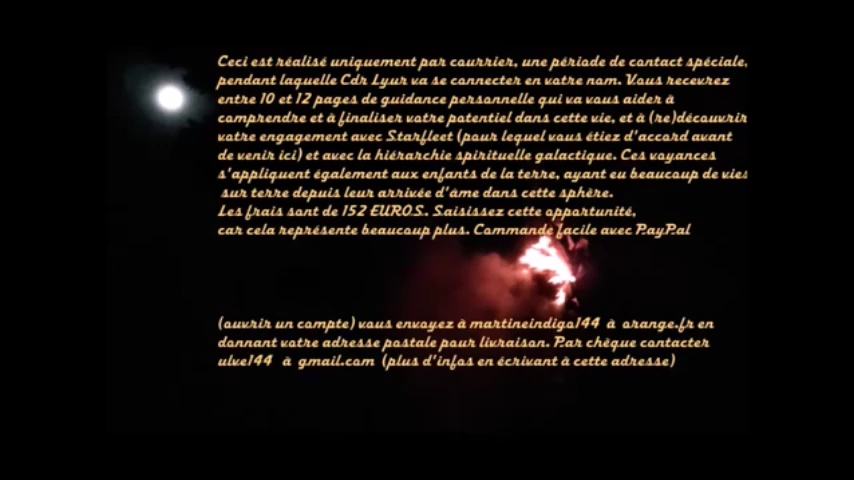 Ceci est réalisé uniquement par courrier, une période de contact spéciale,
pendant laquelle Cdr Lyur va se connecter en votre nom. Vous recevrez
entre 10 et 12 pages de guidance personnelle qui va vous aider à
comprendre et à finaliser votre potentiel dans cette vie, et à (re)découvrir
votre engagement avec Starfleet (pour lequel vous étiez d'accord avant
de venir ici) et avec la hiérarchie spirituelle galactique. Ces voyances
s'appliquent également aux enfants de la terre, ayant eu beaucoup de vies
sur terre depuis leur arrivée d'âme dans cette sphère.
Les frais sont de 152 EUROS. Saisissez cette opportunité,
car cela représente beaucoup plus. Commande facile avec PayPal
(ouvrir un compte) vous envoyez à martineindigo144 à orange.fr en
donnant votre adresse postale pour livraison. Par chèque contacter
ulve144 à gmail.com (plus d'infos en écrivant à cette adresse)